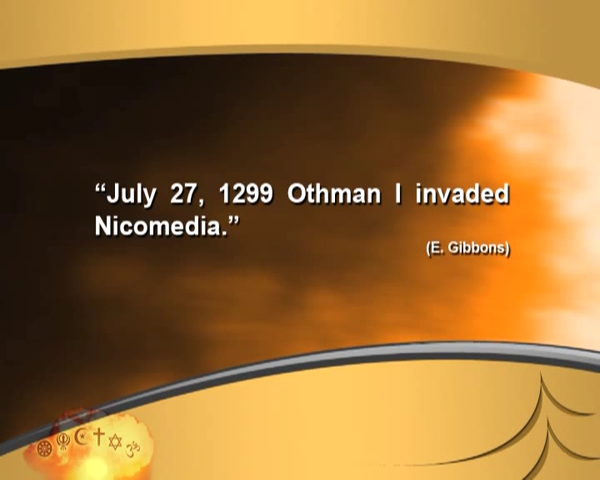 “July 27, 1299 Othman I invaded
Nicomedia.”
(E. Gibbons)